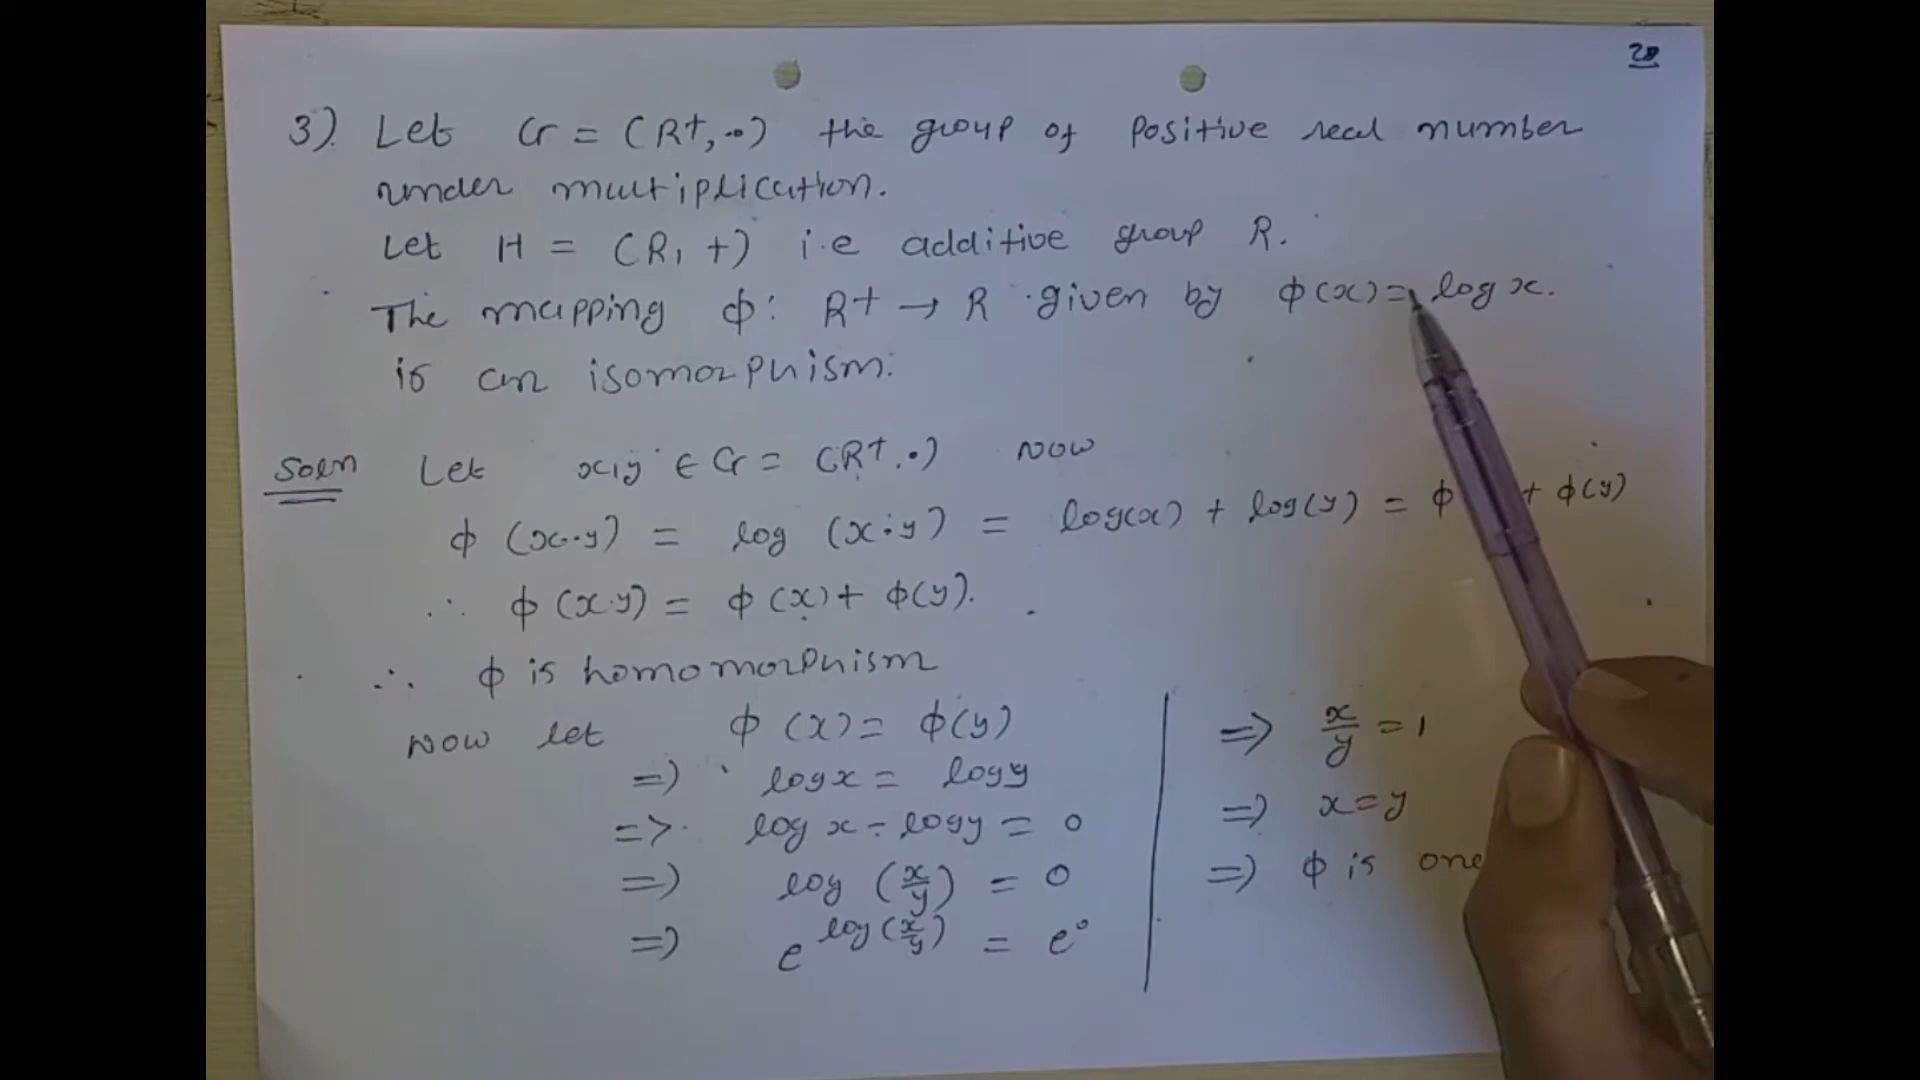 28
3). Let G = (R+, ·) the group of positive real number
under multiplication.
Let H = (R, +) i.e additive group R.
The mapping ϕ: R+ → R given by ϕ(x) = log x.
is an isomorphism.
Soln Let x,y ∈ G = (R+, ·) Now
ϕ (x·y) = log (x·y) = log(x) + log(y) = ϕ + ϕ(y)
∴ ϕ (x·y) = ϕ (x) + ϕ(y).
∴ ϕ is homomorphism
Now let ϕ (x) = ϕ(y)
=> log x = log y
=> log x - log y = 0
=> log (x/y) = 0
=> e^log(x/y) = e^0
=> x/y = 1
=> x = y
=> ϕ is one